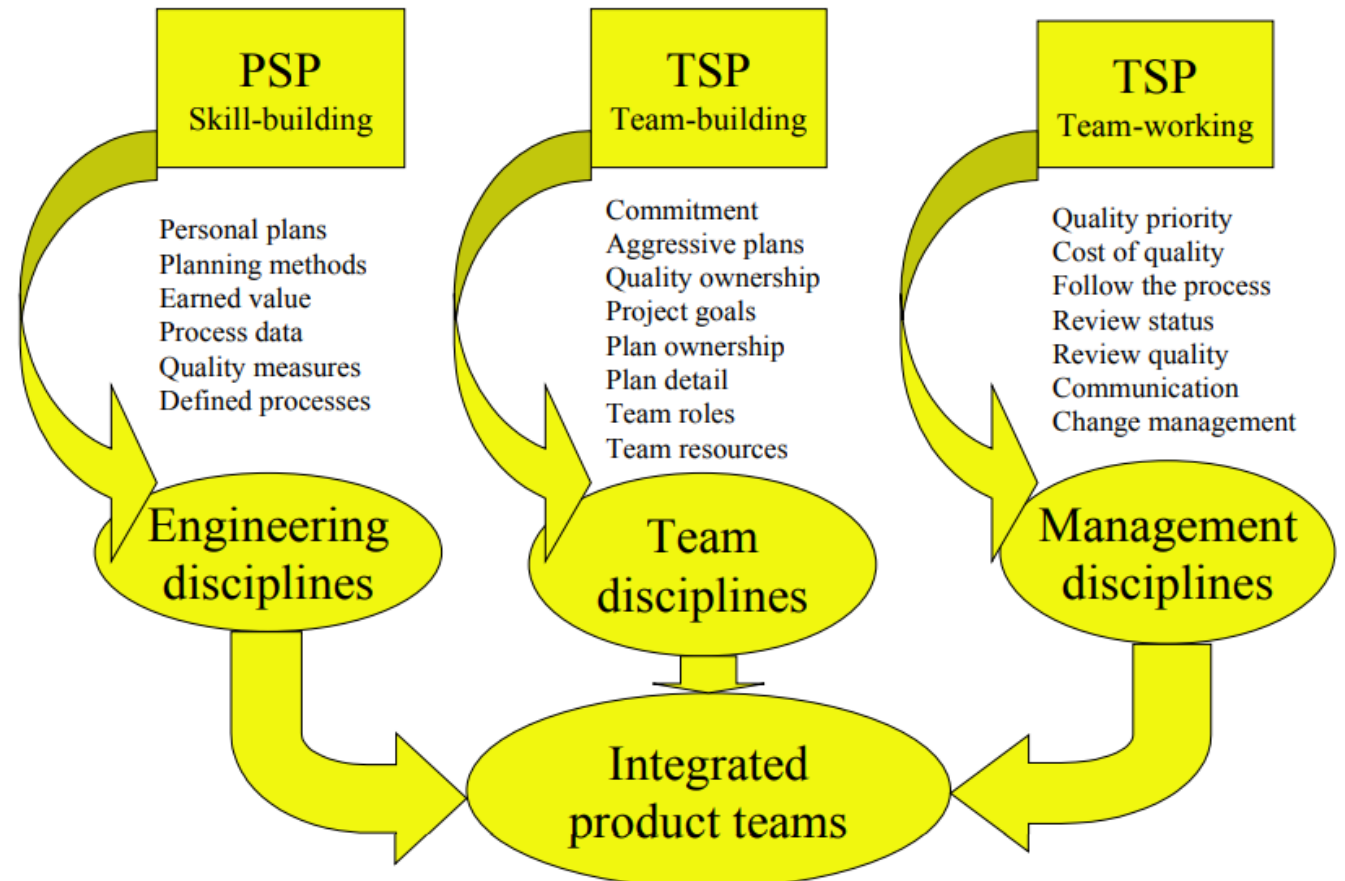 PSP
Skill-building
TSP
Team-building
TSP
Team-working
Personal plans
Planning methods
Earned value
Process data
Quality measures
Defined processes
Commitment
Aggressive plans
Quality ownership
Project goals
Plan ownership
Plan detail
Team roles
Team resources
Quality priority
Cost of quality
Follow the process
Review status
Review quality
Communication
Change management
Engineering
disciplines
Team
disciplines
Management
disciplines
Integrated
product teams